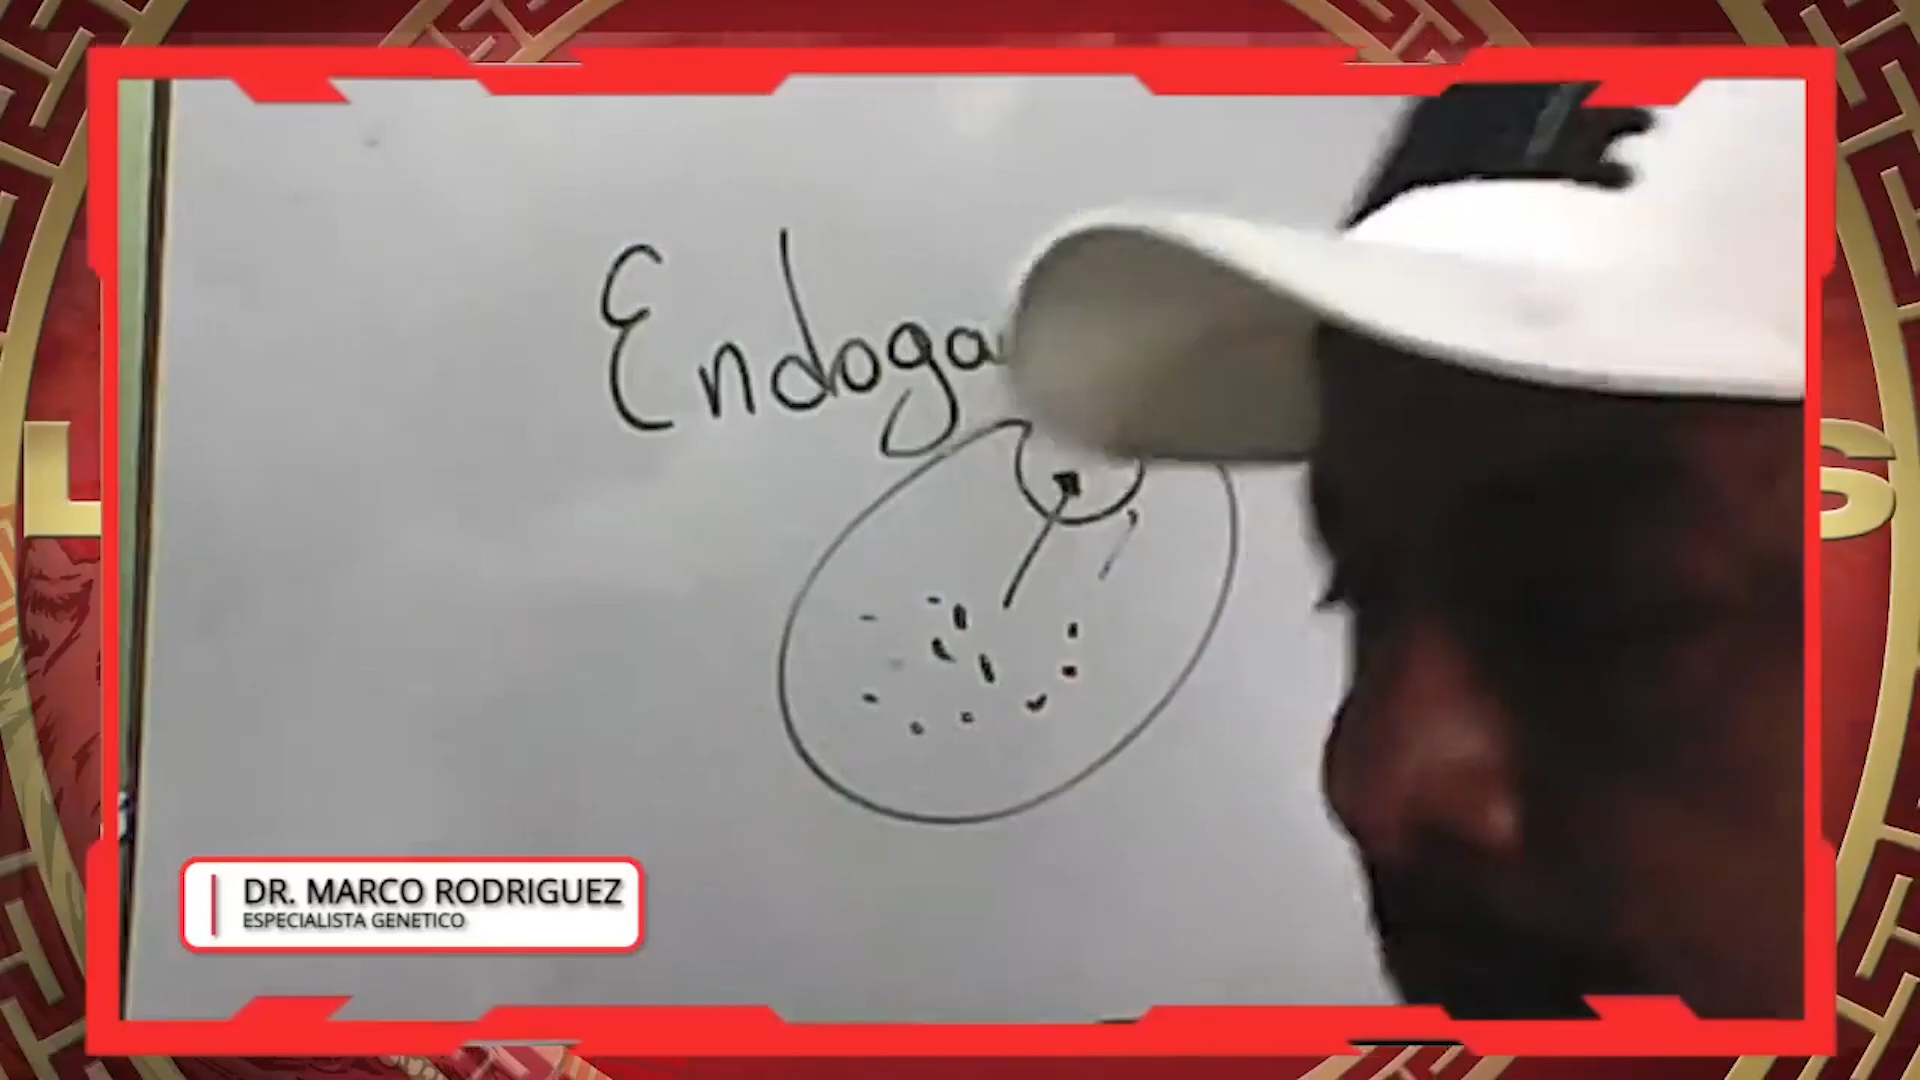 Endoga
L
S
DR. MARCO RODRIGUEZ
ESPECIALISTA GENETICO